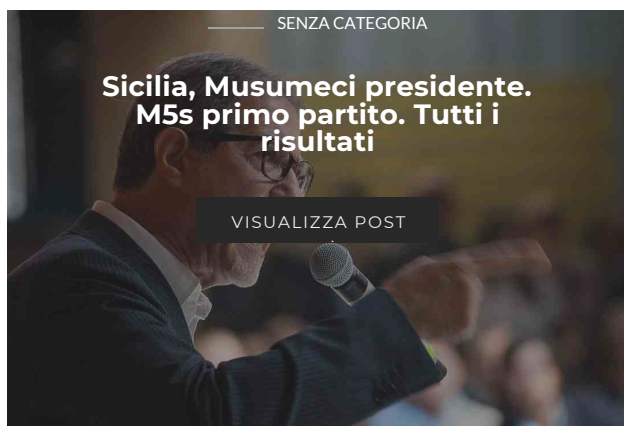 SENZA CATEGORIA
Sicilia, Musumeci presidente.
M5s primo partito. Tutti i
risultati
VISUALIZZA POST